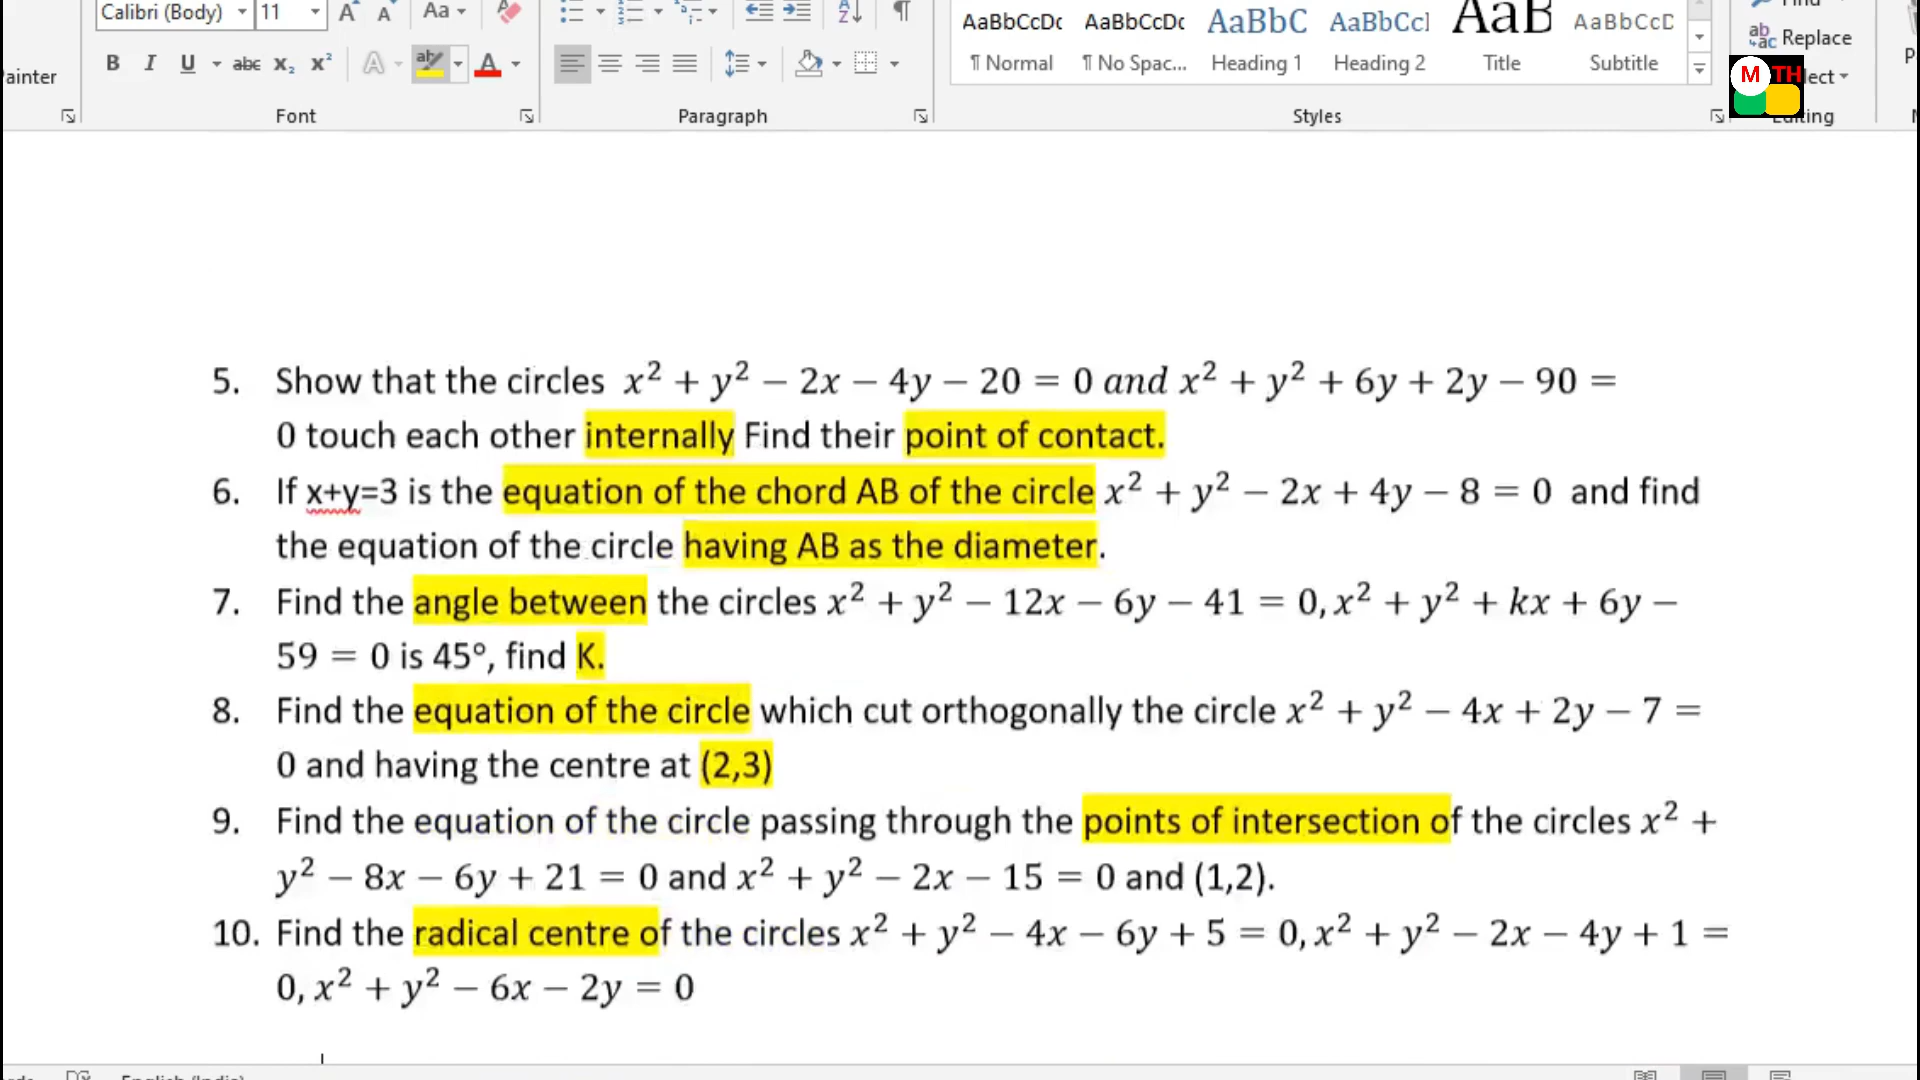 Calibri (Body) 11 Aa
Replace
AaBbCcDc AaBbCcDc AaBbC AaBbCcl AaB AaBbCcD
ainter B I U abc x₂ x² A ab A ¶ Normal ¶ No Spac... Heading 1 Heading 2 Title Subtitle M TH lect
Font Paragraph Styles Editing
5. Show that the circles x² + y² − 2x − 4y − 20 = 0 and x² + y² + 6y + 2y − 90 =
0 touch each other internally Find their point of contact.
6. If x+y=3 is the equation of the chord AB of the circle x² + y² − 2x + 4y − 8 = 0 and find
the equation of the circle having AB as the diameter.
7. Find the angle between the circles x² + y² − 12x − 6y − 41 = 0, x² + y² + kx + 6y −
59 = 0 is 45°, find K.
8. Find the equation of the circle which cut orthogonally the circle x² + y² − 4x + 2y − 7 =
0 and having the centre at (2,3)
9. Find the equation of the circle passing through the points of intersection of the circles x² +
y² − 8x − 6y + 21 = 0 and x² + y² − 2x − 15 = 0 and (1,2).
10. Find the radical centre of the circles x² + y² − 4x − 6y + 5 = 0, x² + y² − 2x − 4y + 1 =
0, x² + y² − 6x − 2y = 0
English (India)